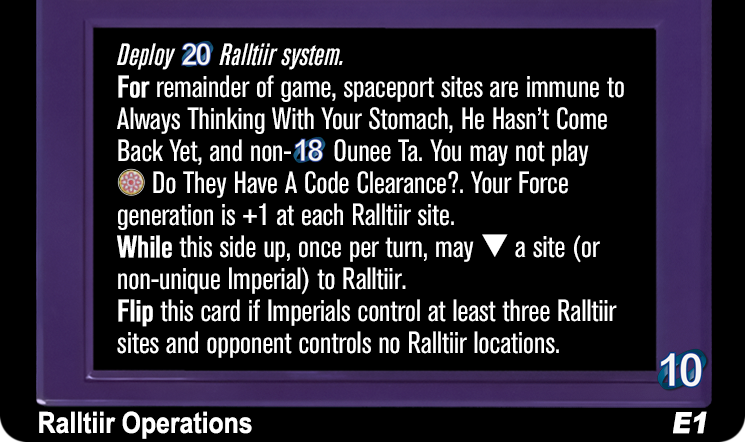 Deploy 20 Ralltiir system.
For remainder of game, spaceport sites are immune to
Always Thinking With Your Stomach, He Hasn't Come
Back Yet, and non-18 Ounee Ta. You may not play
Do They Have A Code Clearance?. Your Force
generation is +1 at each Ralltiir site.
While this side up, once per turn, may ▼ a site (or
non-unique Imperial) to Ralltiir.
Flip this card if Imperials control at least three Ralltiir
sites and opponent controls no Ralltiir locations.
10
Ralltiir Operations E1